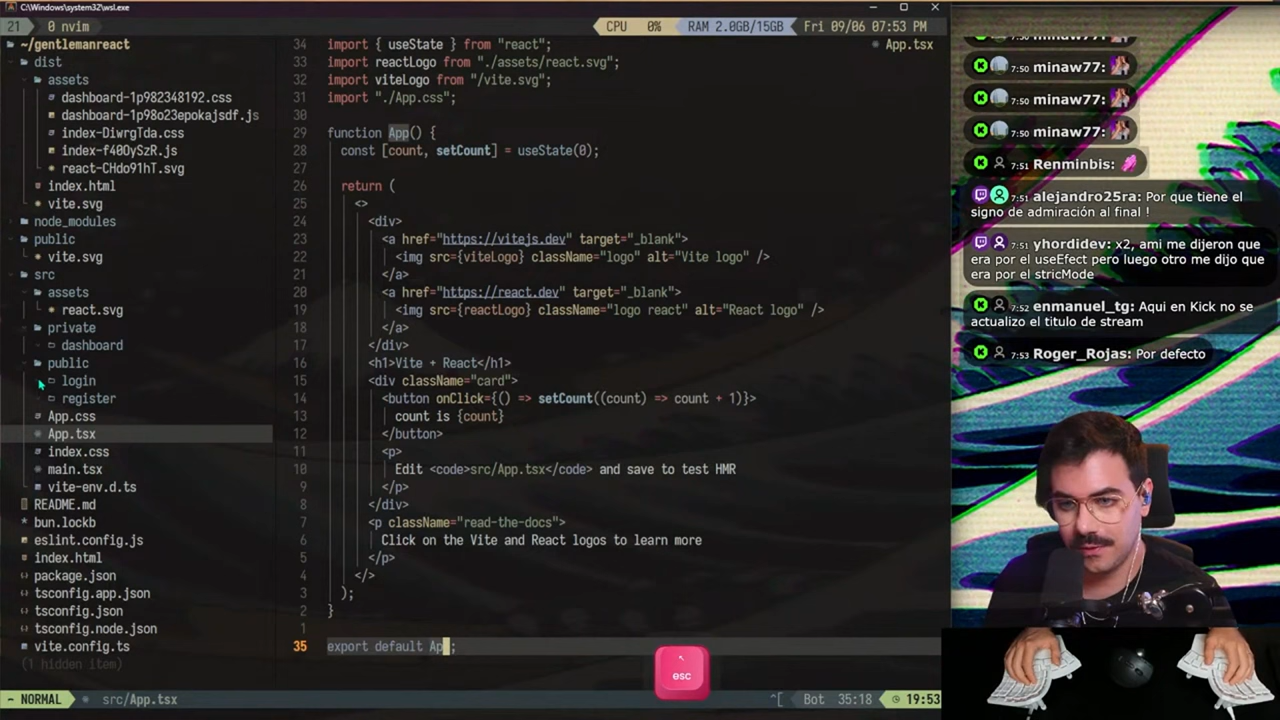 C:\Windows\system32\wsl.exe
21 0 nvim
CPU 0% RAM 2.0GB/15GB Fri 09/06 07:53 PM
~/gentlemanreact
dist
assets
dashboard-1p982348192.css
dashboard-1p98o23epokajsdf.js
index-DiwrgTda.css
index-f40OySzR.js
react-CHdo91hT.svg
index.html
vite.svg
node_modules
public
vite.svg
src
assets
react.svg
private
dashboard
public
login
register
App.css
App.tsx
index.css
main.tsx
vite-env.d.ts
README.md
bun.lockb
eslint.config.js
index.html
package.json
tsconfig.app.json
tsconfig.json
tsconfig.node.json
vite.config.ts
(1 hidden item)
App.tsx
34 import { useState } from "react";
33 import reactLogo from "./assets/react.svg";
32 import viteLogo from "/vite.svg";
31 import "./App.css";
30
29 function App() {
28 const [count, setCount] = useState(0);
27
26 return (
25 <>
24 <div>
23 <a href="https://vitejs.dev" target="_blank">
22 <img src={viteLogo} className="logo" alt="Vite logo" />
21 </a>
20 <a href="https://react.dev" target="_blank">
19 <img src={reactLogo} className="logo react" alt="React logo" />
18 </a>
17 </div>
16 <h1>Vite + React</h1>
15 <div className="card">
14 <button onClick={() => setCount((count) => count + 1)}>
13 count is {count}
12 </button>
11 <p>
10 Edit <code>src/App.tsx</code> and save to test HMR
9 </p>
8 </div>
7 <p className="read-the-docs">
6 Click on the Vite and React logos to learn more
5 </p>
4 </>
3 );
2 }
1
35 export default App;
esc
~ NORMAL src/App.tsx ^[ Bot 35:18 19:53
7:50 minaw77:
7:50 minaw77:
7:50 minaw77:
7:50 minaw77:
7:51 Renminbis:
7:51 alejandro25ra: Por que tiene el
signo de admiración al final !
7:51 yhordidev: x2, ami me dijeron que
era por el useEfect pero luego otro me dijo que
era por el stricMode
7:52 enmanuel_tg: Aqui en Kick no se
actualizo el titulo de stream
7:53 Roger_Rojas: Por defecto